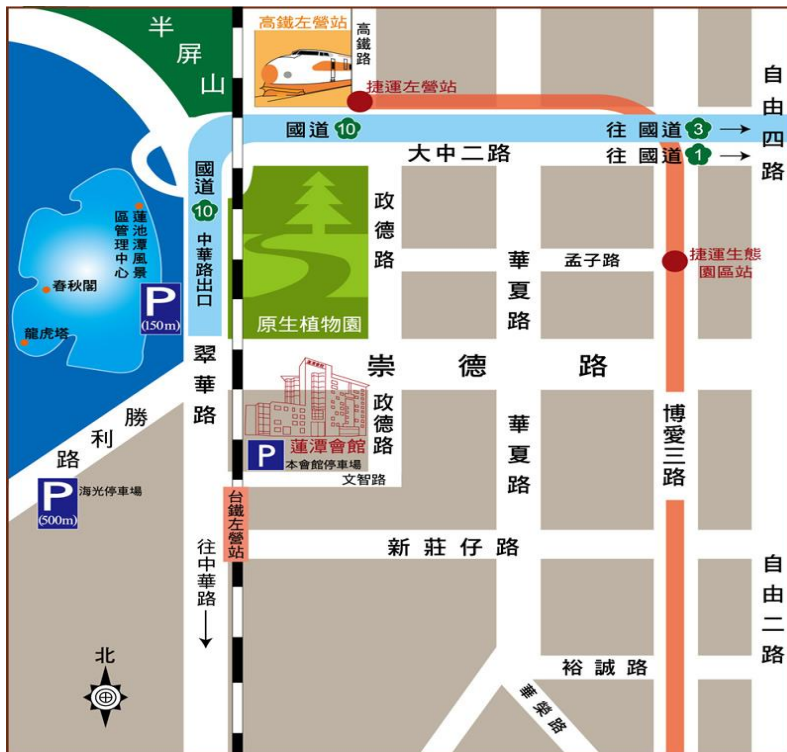 半屏山
高鐵左營站
高鐵路
捷運左營站
自由四路
國道 10
往 國道 3 →
大中二路
往 國道 1 →
國道 10 中華路出口
蓮池潭風景
區管理中心
春秋閣
P
(150m)
龍虎塔
原生植物園
政德路
華夏路
孟子路
捷運生態
園區站
翠華路
崇德路
蓮潭會館
P
本會館停車場
政德路
文智路
華夏路
博愛三路
勝利路
P
(500m)
海光停車場
台鐵左營站
往中華路
新莊仔路
自由二路
裕誠路
華榮路
北